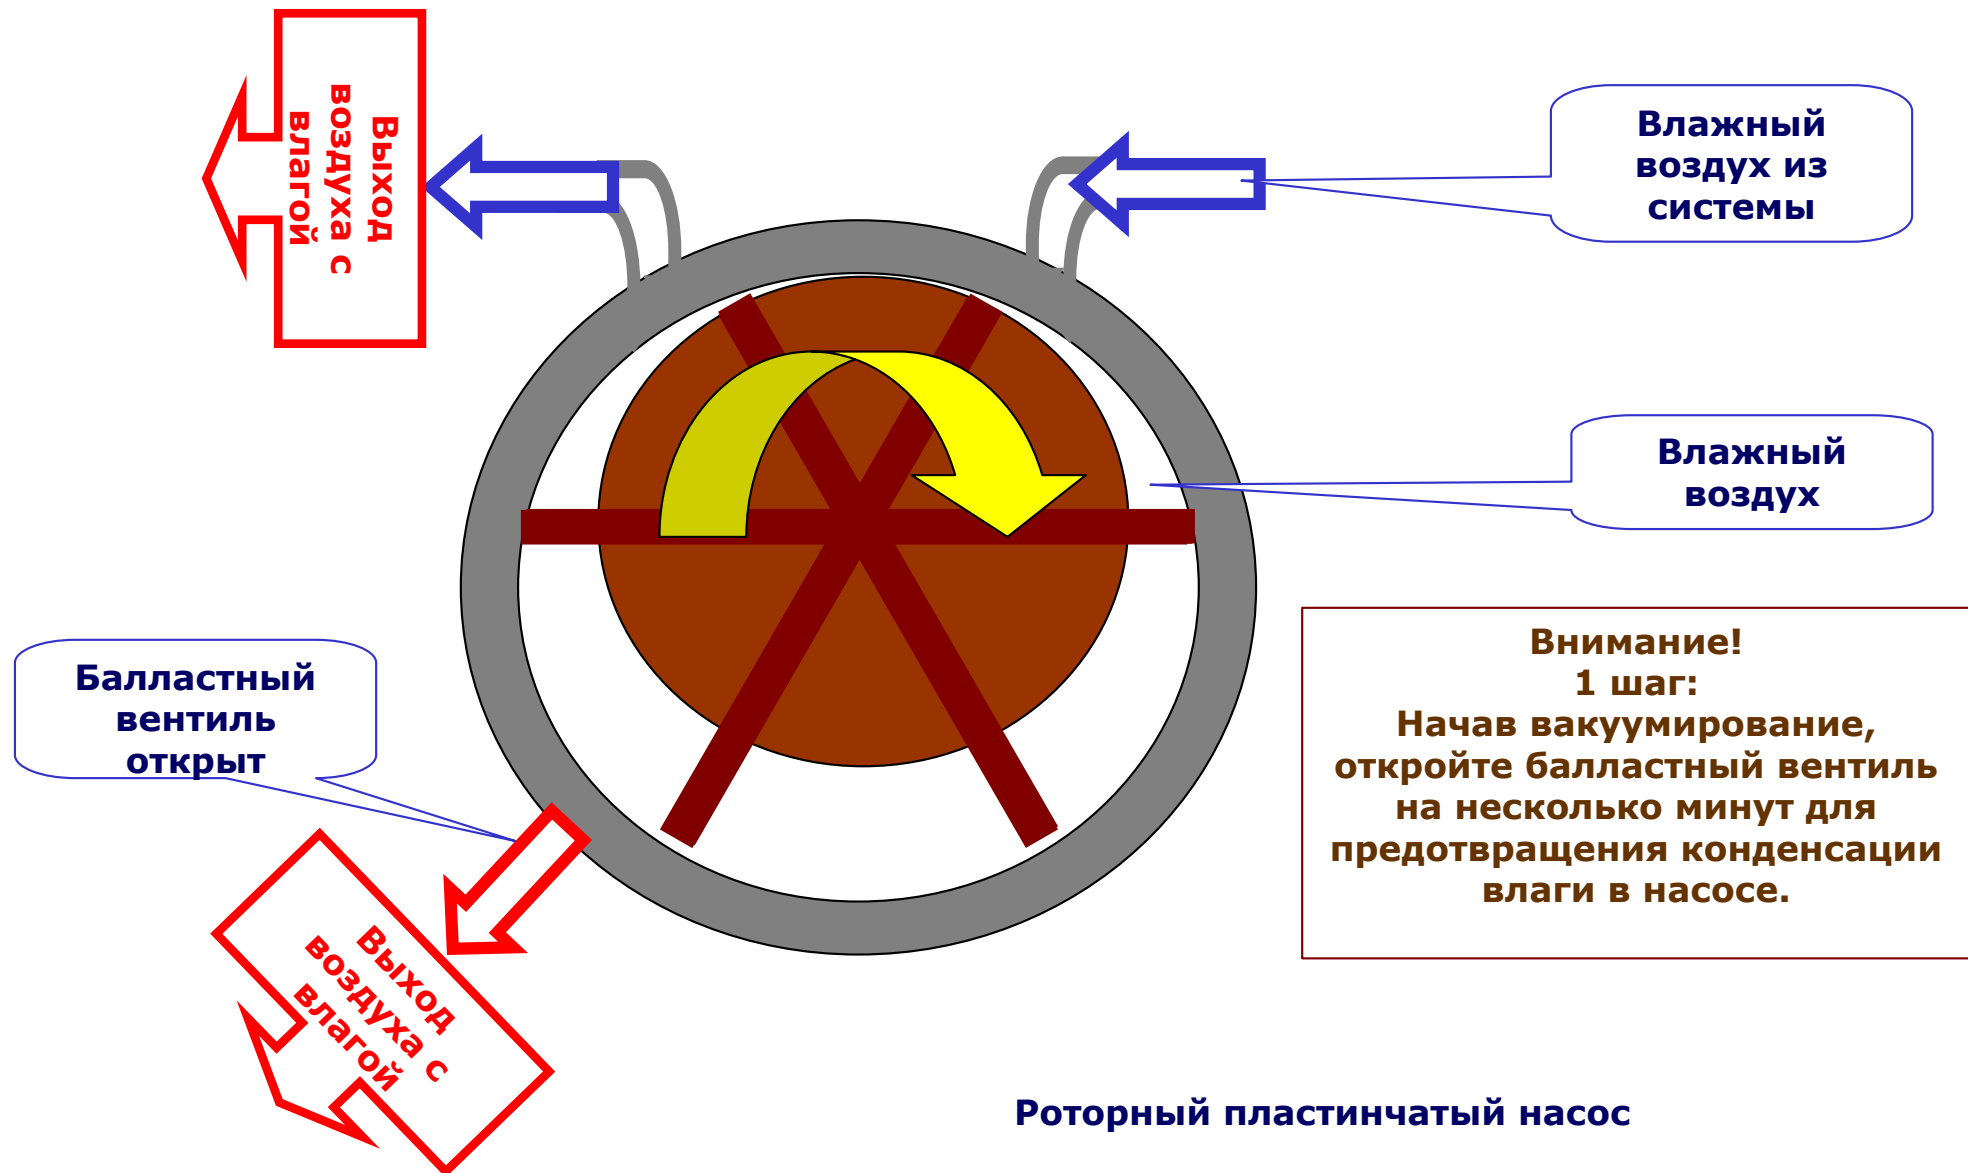 Выход
воздуха с
влагой
Влажный
воздух из
системы
Влажный
воздух
Балластный
вентиль
открыт
Внимание!
1 шаг:
Начав вакуумирование,
откройте балластный вентиль
на несколько минут для
предотвращения конденсации
влаги в насосе.
Выход
воздуха с
влагой
Роторный пластинчатый насос